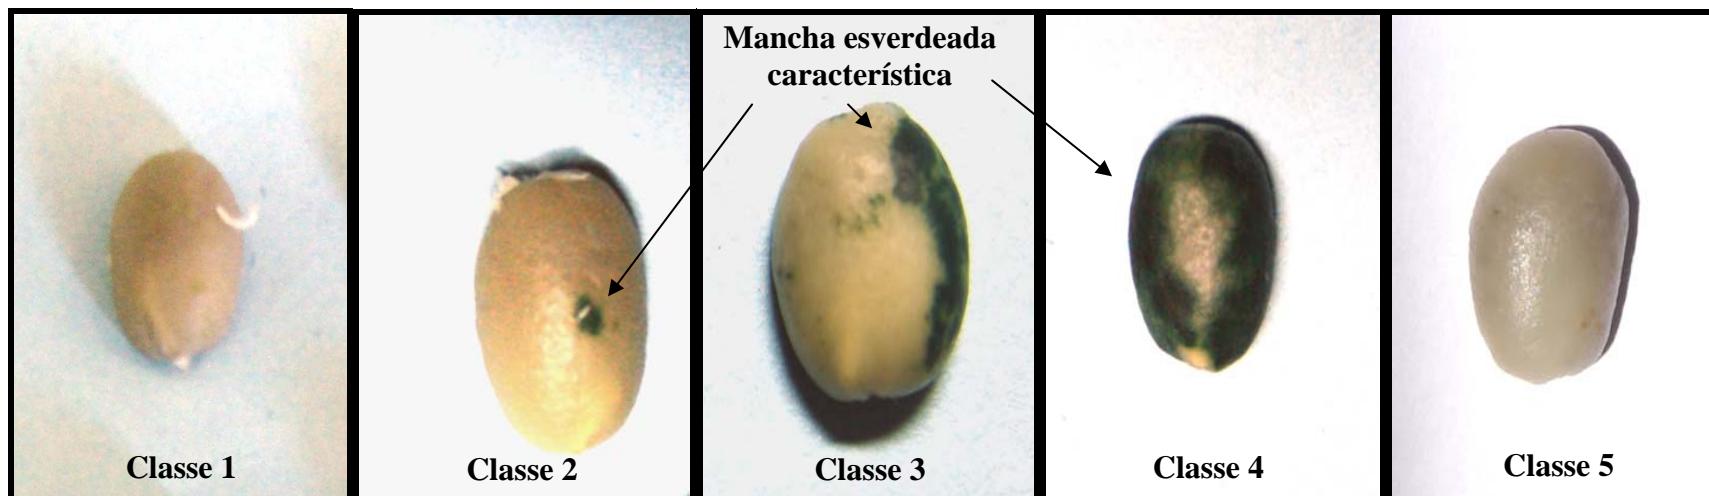 Mancha esverdeada
característica
Classe 1
Classe 2
Classe 3
Classe 4
Classe 5